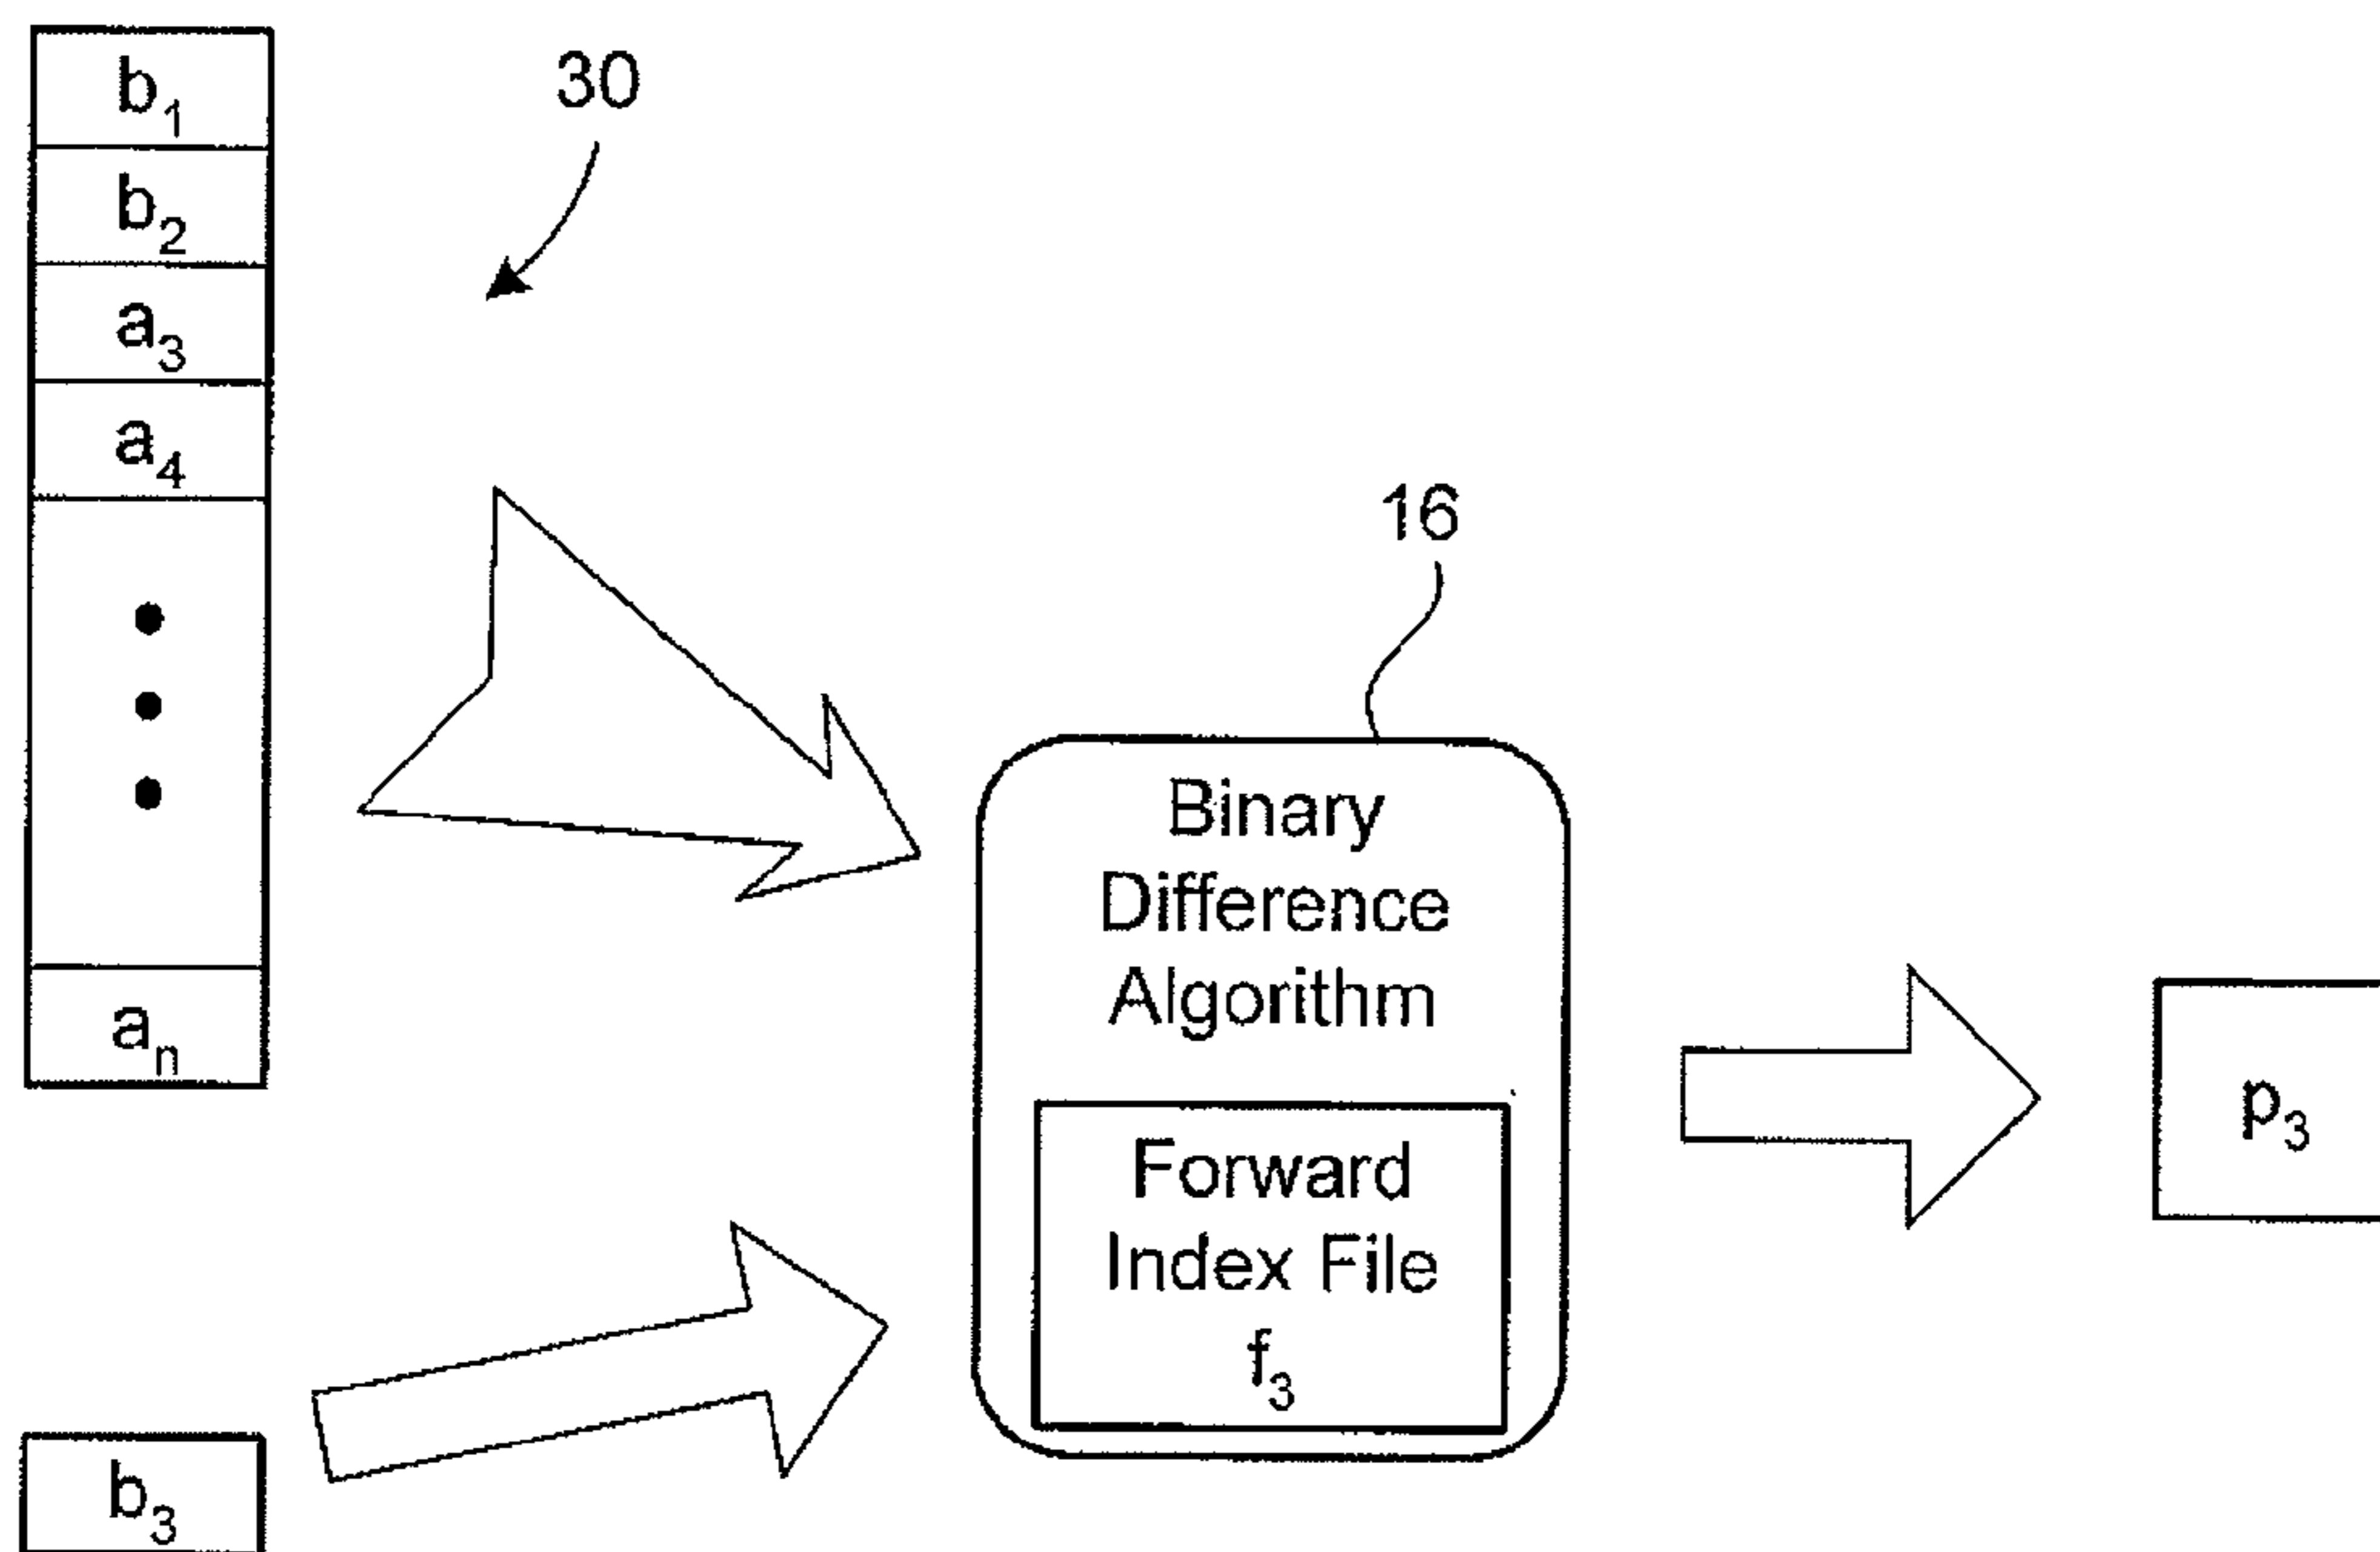 b₁
b₂
a₃
a₄
aₙ
30
16
Binary
Difference
Algorithm
Forward
Index File
f₃
p₃
b₃